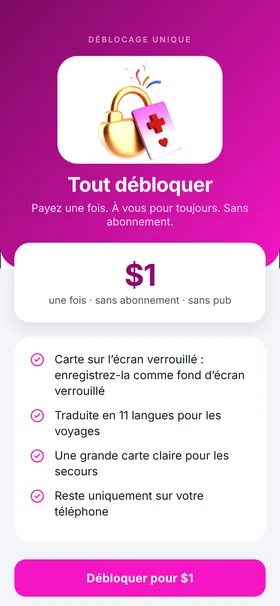 DÉBLOCAGE UNIQUE
Tout débloquer
Payez une fois. À vous pour toujours. Sans
abonnement.
$1
une fois · sans abonnement · sans pub
Carte sur l’écran verrouillé :
enregistrez-la comme fond d’écran
verrouillé
Traduite en 11 langues pour les
voyages
Une grande carte claire pour les
secours
Reste uniquement sur votre
téléphone
Débloquer pour $1